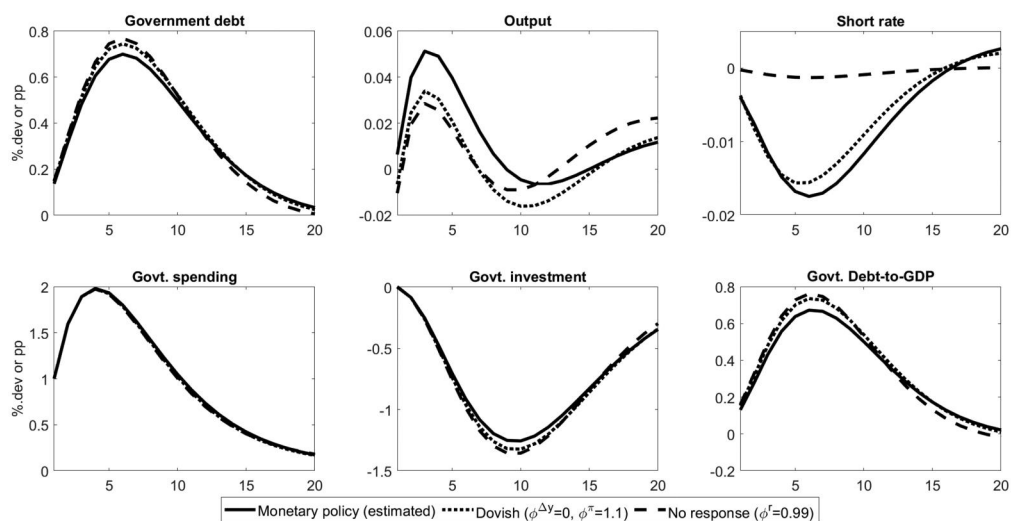 Government debt
Output
Short rate
%.dev or pp
0.8
0.6
0.4
0.2
0
5 10 15 20
0.06
0.04
0.02
0
-0.02
5 10 15 20
0
-0.01
-0.02
5 10 15 20
Govt. spending
Govt. investment
Govt. Debt-to-GDP
%.dev or pp
2
1.5
1
0.5
0
5 10 15 20
0
-0.5
-1
-1.5
5 10 15 20
0.8
0.6
0.4
0.2
0
-0.2
5 10 15 20
Monetary policy (estimated) Dovish (ϕ^Δy=0, ϕ^π=1.1) No response (ϕ^r=0.99)